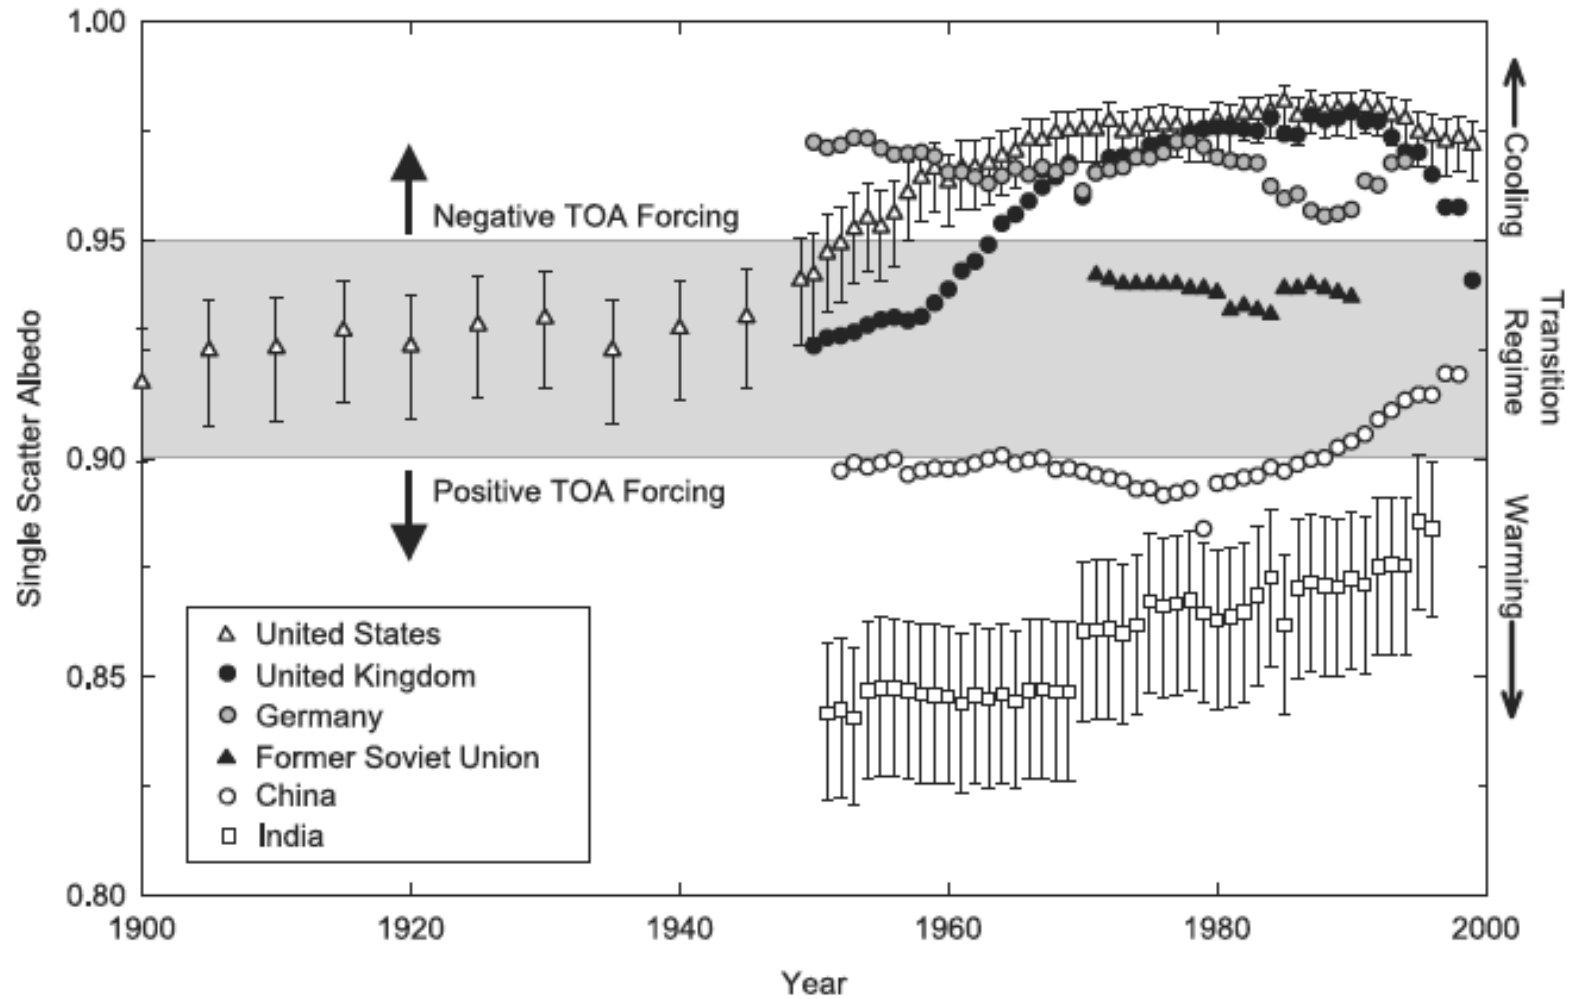 1.00
0.95
0.90
0.85
0.80
Single Scatter Albedo
Negative TOA Forcing
Positive TOA Forcing
United States
United Kingdom
Germany
Former Soviet Union
China
India
1900
1920
1940
1960
1980
2000
Year
Cooling
Transition
Regime
Warming